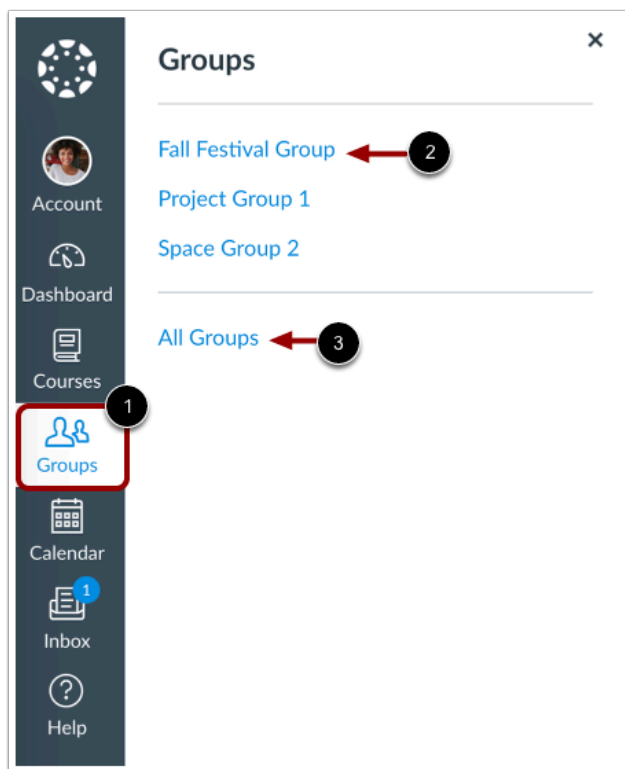 Groups
×
Fall Festival Group
2
Project Group 1
Space Group 2
All Groups
3
Account
Dashboard
Courses
1
Groups
Calendar
1
Inbox
Help